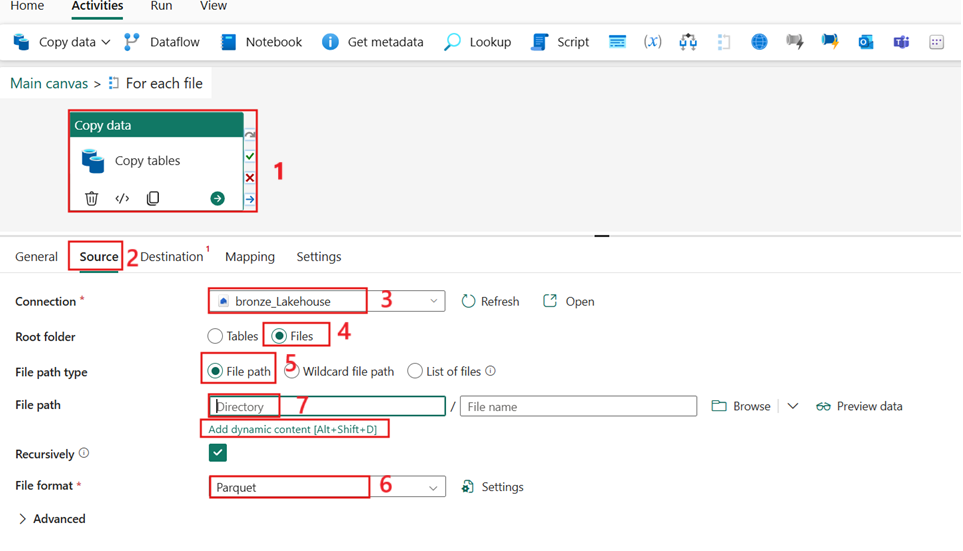 Home Activities Run View
Copy data Dataflow Notebook Get metadata Lookup Script (x)
Main canvas > For each file
Copy data
Copy tables
1
General Source 2 Destination 1 Mapping Settings
Connection * bronze_Lakehouse 3 Refresh Open
Root folder Tables Files 4
File path type File path 5 Wildcard file path List of files
File path Directory 7 / File name Browse Preview data
Add dynamic content [Alt+Shift+D]
Recursively
File format * Parquet 6 Settings
Advanced